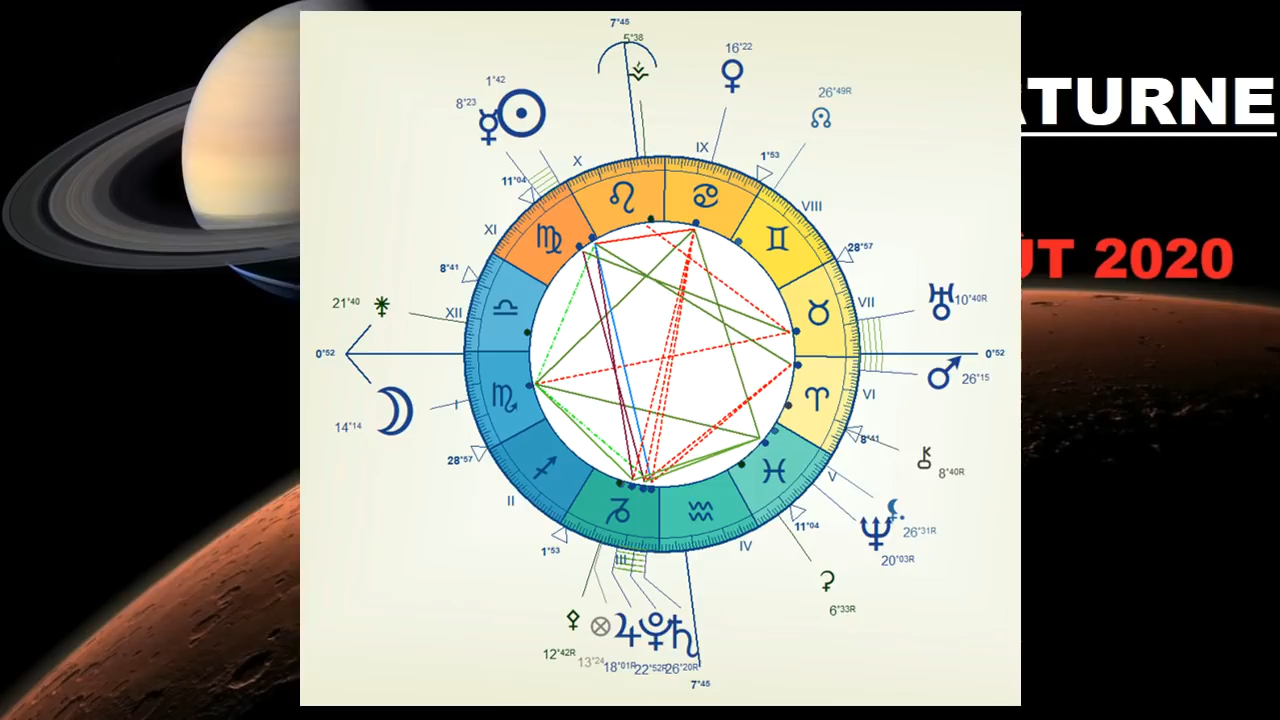 7°45
5°38
16°22
1°42
26°49R
8°23
TURNE
X
IX
1°53
11°04
VIII
XI
28°57
ÛT 2020
8°41
21°40
XII
VII
10°40R
0°52
0°52
26°15
VI
14°14
I
8°41
28°57
8°40R
V
II
11°04
26°31R
1°53
IV
20°03R
III
6°33R
12°42R
13°24
18°01R
22°52R
26°20R
7°45